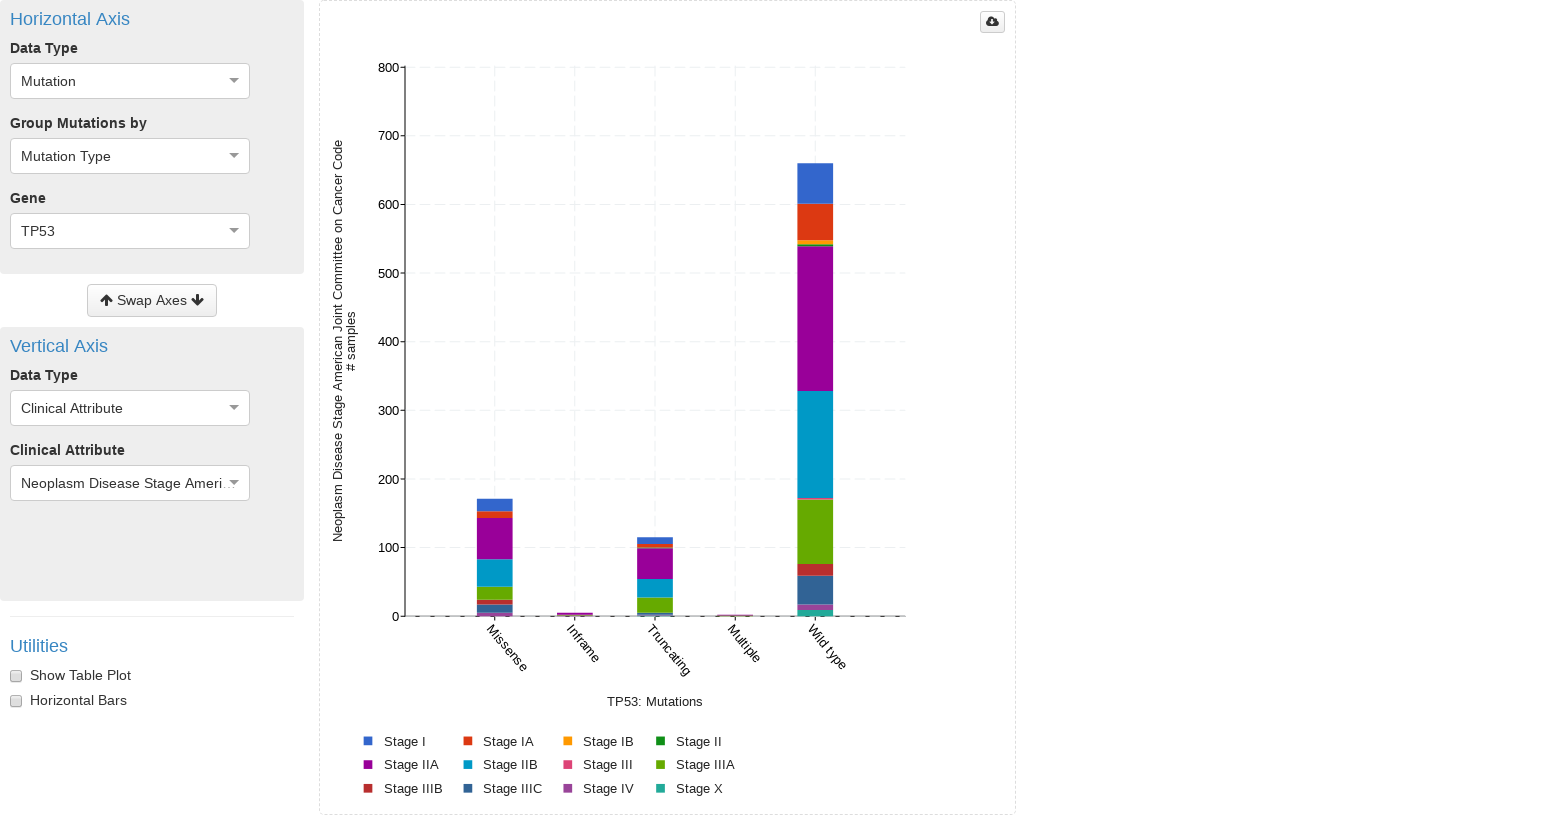 Horizontal Axis
Data Type
Mutation
Group Mutations by
Mutation Type
Gene
TP53
Swap Axes
Vertical Axis
Data Type
Clinical Attribute
Clinical Attribute
Neoplasm Disease Stage Ameri...
Utilities
Show Table Plot
Horizontal Bars
Neoplasm Disease Stage American Joint Committee on Cancer Code
# samples
800
700
600
500
400
300
200
100
0
Missense
Inframe
Truncating
Multiple
Wild type
TP53: Mutations
Stage I Stage IA Stage IB Stage II
Stage IIA Stage IIB Stage III Stage IIIA
Stage IIIB Stage IIIC Stage IV Stage X